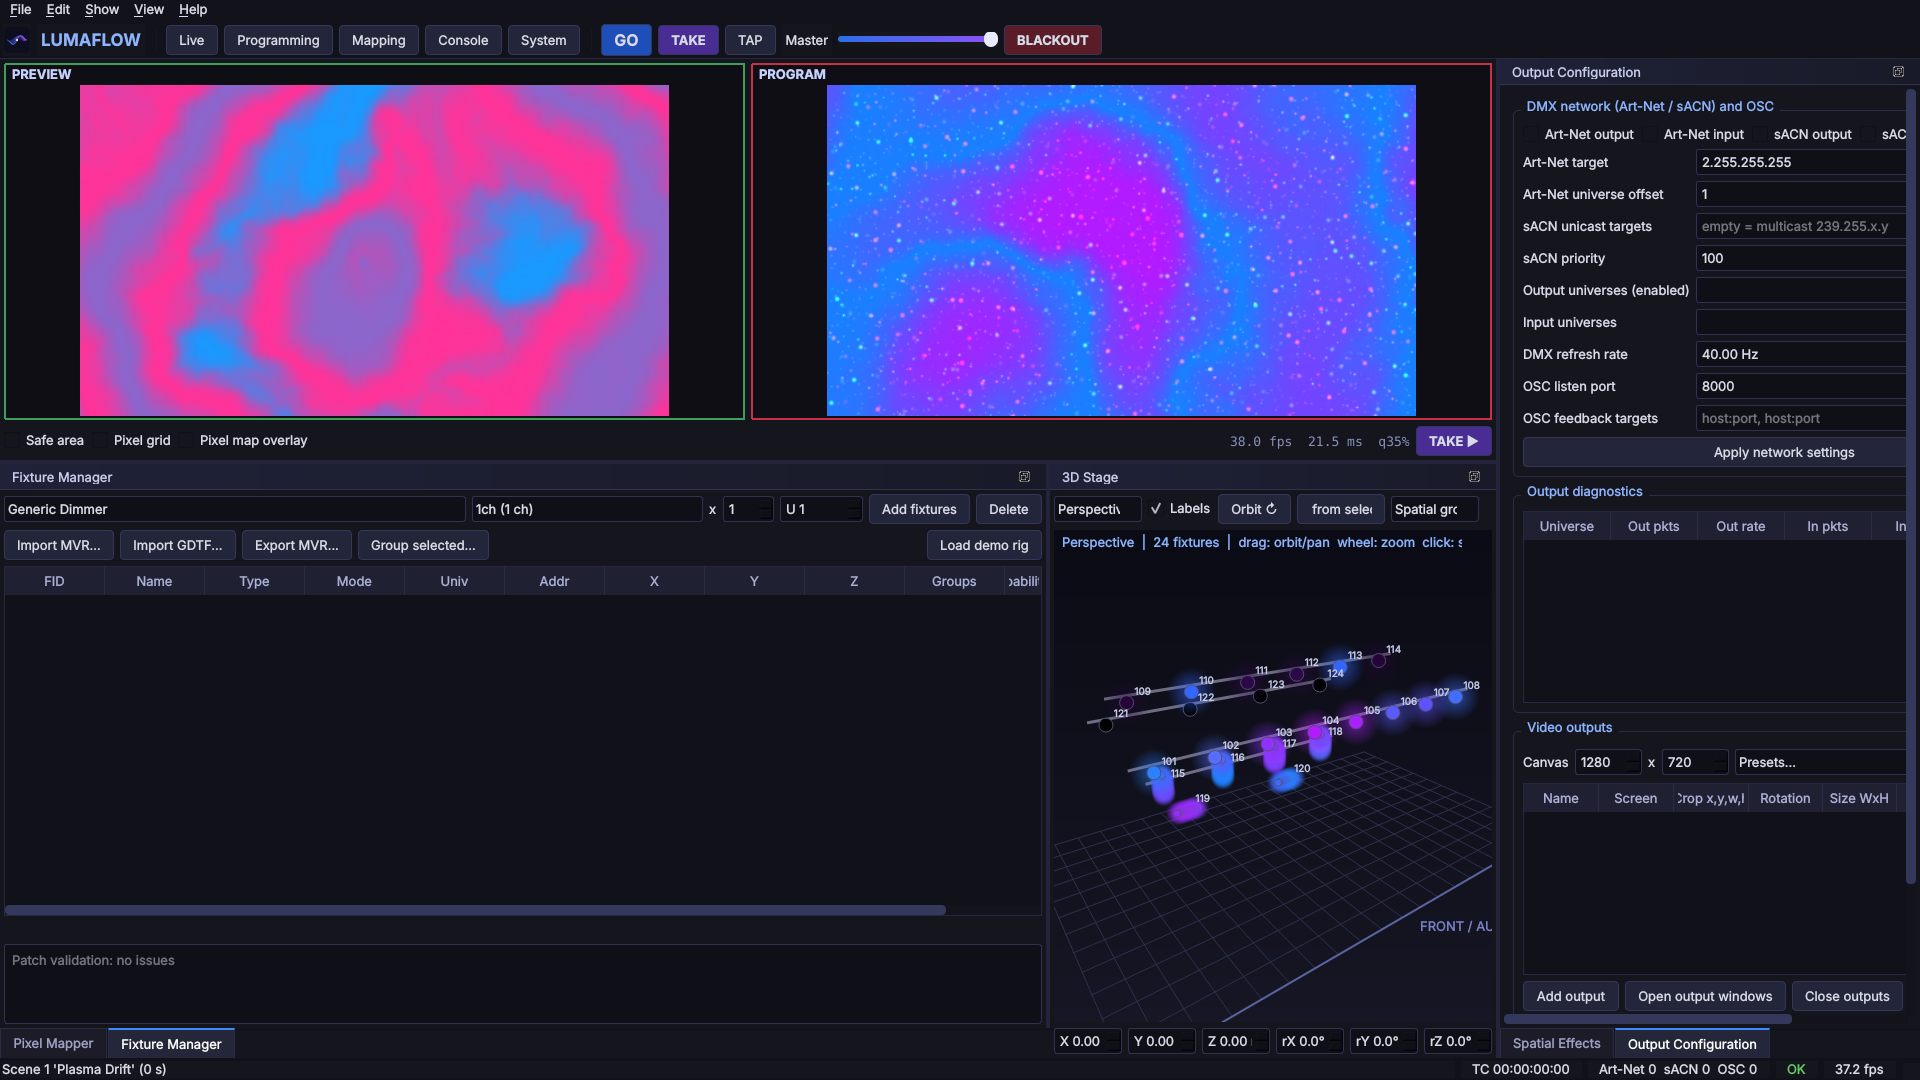 File Edit Show View Help
LUMAFLOW Live Programming Mapping Console System GO TAKE TAP Master BLACKOUT
PREVIEW
PROGRAM
Safe area Pixel grid Pixel map overlay
38.0 fps 21.5 ms q35% TAKE ▶
Fixture Manager
Generic Dimmer 1ch (1 ch) x 1 U 1 Add fixtures Delete
Import MVR... Import GDTF... Export MVR... Group selected... Load demo rig
FID Name Type Mode Univ Addr X Y Z Groups
Patch validation: no issues
Pixel Mapper Fixture Manager
3D Stage
Perspectiv ✓ Labels Orbit ↻ from selec Spatial grc
Perspective | 24 fixtures | drag: orbit/pan wheel: zoom click: s
114
113
112
111
124
110
123
109
122
121
108
107
106
105
104
103
118
102
117
101
116
115
120
119
FRONT / AU
X 0.00 Y 0.00 Z 0.00 rX 0.0° rY 0.0° rZ 0.0°
Output Configuration
DMX network (Art-Net / sACN) and OSC
Art-Net output Art-Net input sACN output sAC
Art-Net target 2.255.255.255
Art-Net universe offset 1
sACN unicast targets empty = multicast 239.255.x.y
sACN priority 100
Output universes (enabled)
Input universes
DMX refresh rate 40.00 Hz
OSC listen port 8000
OSC feedback targets host:port, host:port
Apply network settings
Output diagnostics
Universe Out pkts Out rate In pkts In
Video outputs
Canvas 1280 x 720 Presets...
Name Screen Crop x,y,w,l Rotation Size WxH
Add output Open output windows Close outputs
Spatial Effects Output Configuration
Scene 1 'Plasma Drift' (0 s)
TC 00:00:00:00 Art-Net 0 sACN 0 OSC 0 OK 37.2 fps